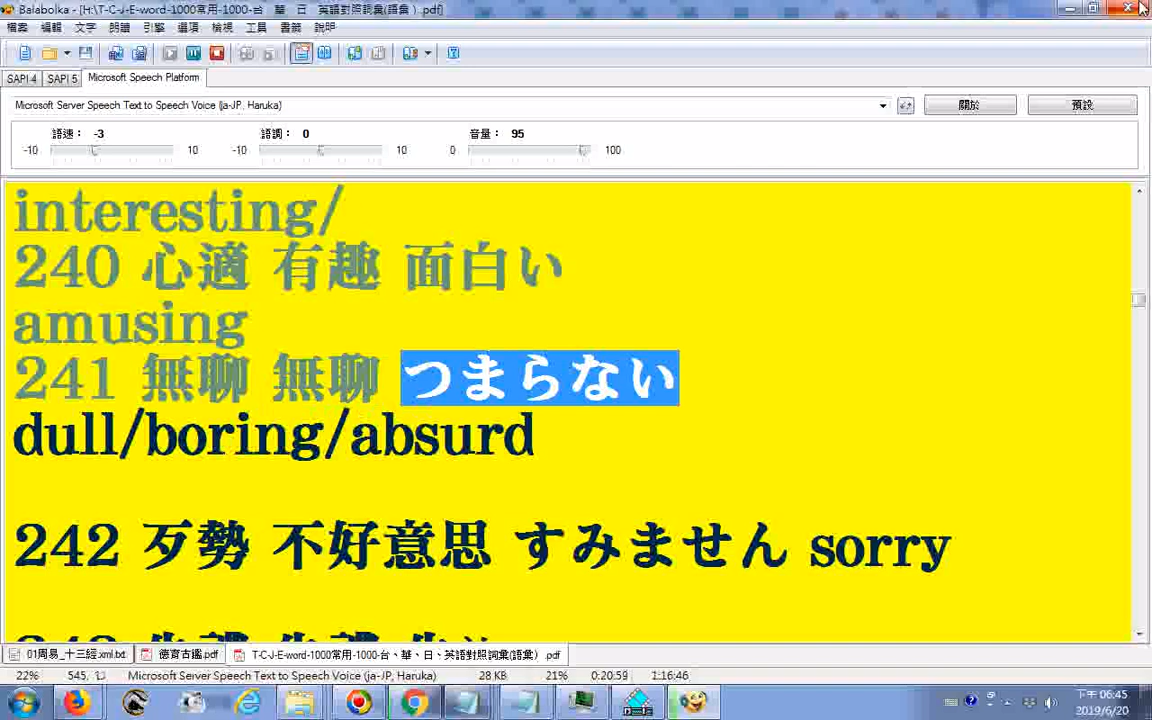 Balabolka - [H:\T-C-J-E-word-1000常用-1000-台 華 日 英語對照詞彙(語彙).pdf]
檔案 編輯 文字 朗讀 引擎 選項 檢視 工具 書籤 說明
SAPI 4 SAPI 5 Microsoft Speech Platform
Microsoft Server Speech Text to Speech Voice (ja-JP, Haruka) 關於 預設
語速： -3 語調： 0 音量： 95
-10 10 -10 10 0 100
interesting/
240 心適 有趣 面白い
amusing
241 無聊 無聊 つまらない
dull/boring/absurd
242 歹勢 不好意思 すみません sorry
01周易_十三經.xml.txt 德育古鑑.pdf T-C-J-E-word-1000常用-1000-台、華、日、英語對照詞彙(語彙) .pdf
22% Microsoft Server Speech Text to Speech Voice (ja-JP, Haruka) 28 KB 21% 0:20:59 1:16:46
下午 06:45
2019/6/20